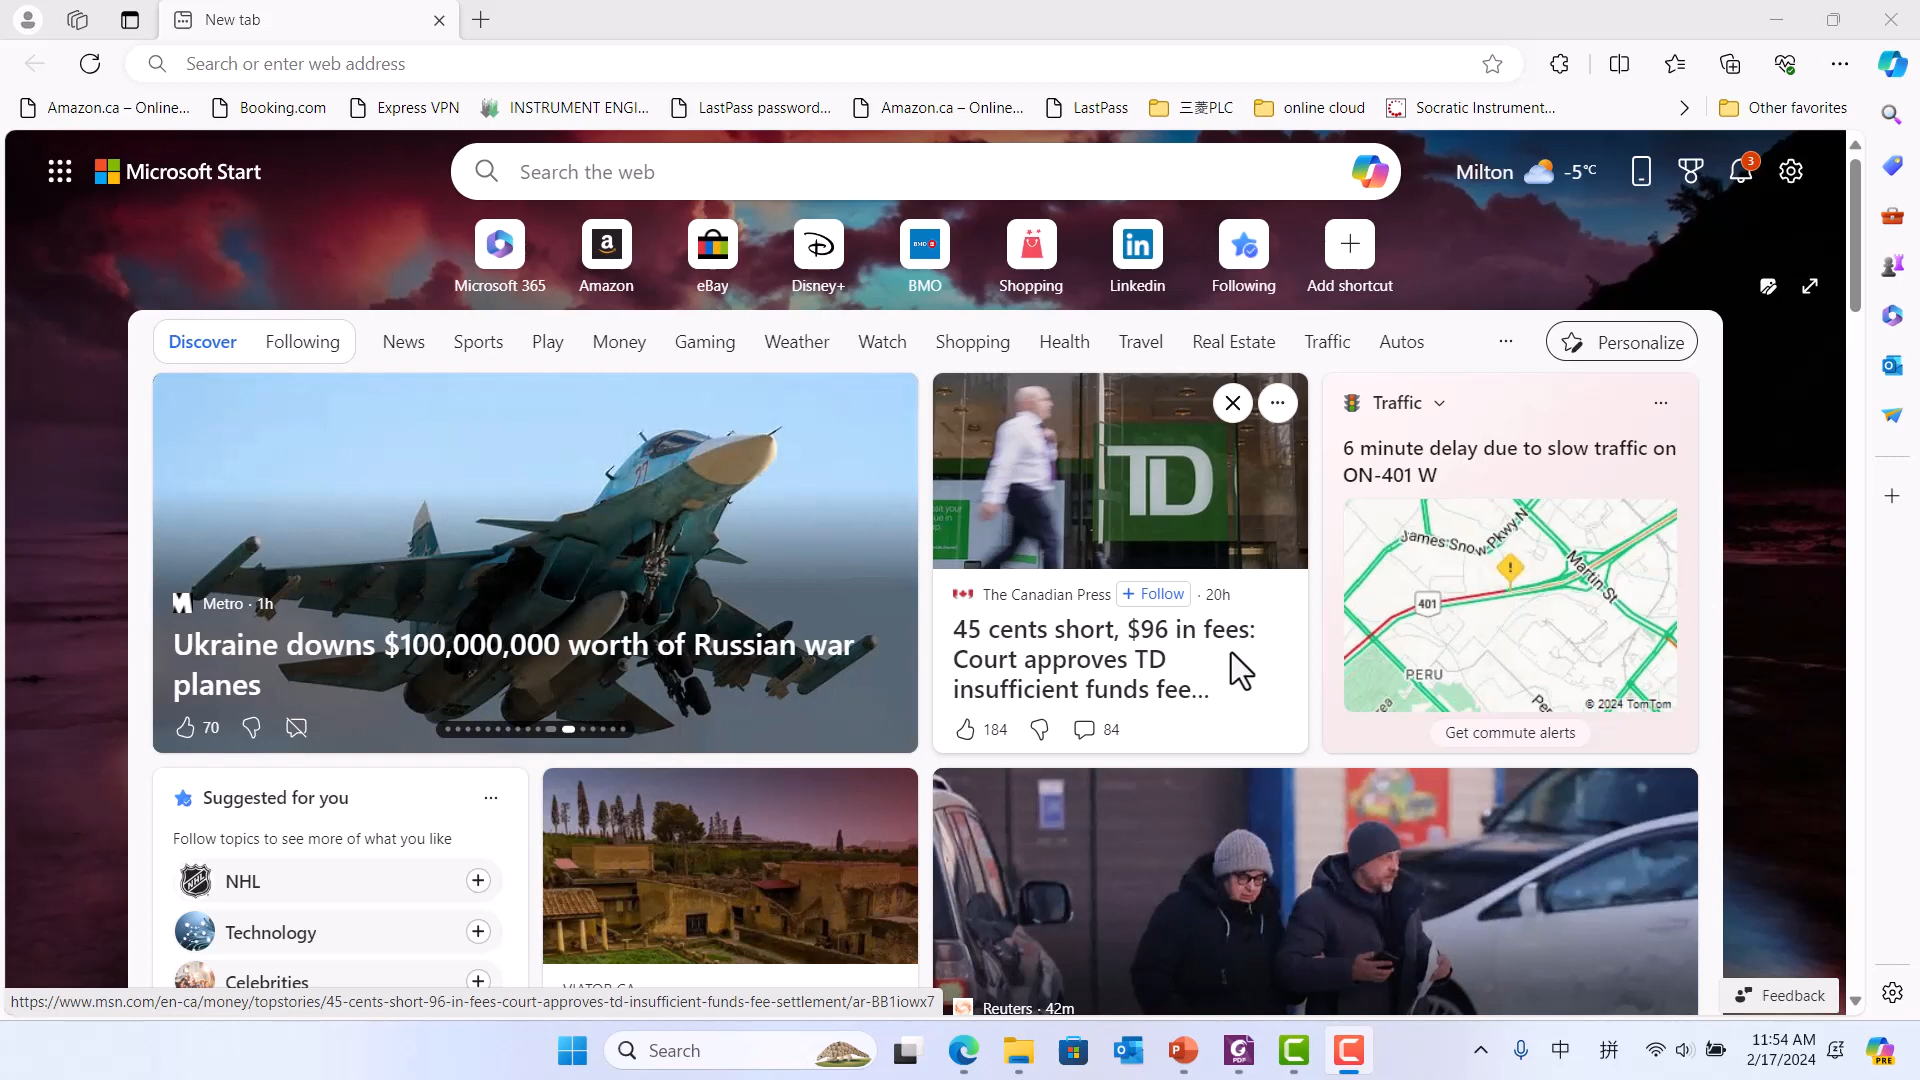 New tab
Search or enter web address
Amazon.ca – Online...
Booking.com
Express VPN
INSTRUMENT ENGI...
LastPass password...
Amazon.ca – Online...
LastPass
三菱PLC
online cloud
Socratic Instrument...
Other favorites
Microsoft Start
Search the web
Milton
-5°C
3
Microsoft 365
Amazon
eBay
Disney+
BMO
Shopping
Linkedin
Following
Add shortcut
Discover
Following
News
Sports
Play
Money
Gaming
Weather
Watch
Shopping
Health
Travel
Real Estate
Traffic
Autos
Personalize
Metro · 1h
Ukraine downs $100,000,000 worth of Russian war
planes
70
TD
The Canadian Press
+ Follow
· 20h
45 cents short, $96 in fees:
Court approves TD
insufficient funds fee...
184
84
Traffic
6 minute delay due to slow traffic on
ON-401 W
James Snow Pkwy N
Martin St
401
PERU
© 2024 TomTom
Get commute alerts
Suggested for you
Follow topics to see more of what you like
NHL
Technology
Celebrities
VIATOR.CA
Reuters · 42m
Feedback
https://www.msn.com/en-ca/money/topstories/45-cents-short-96-in-fees-court-approves-td-insufficient-funds-fee-settlement/ar-BB1iowx7
Search
中
拼
11:54 AM
2/17/2024
PRE